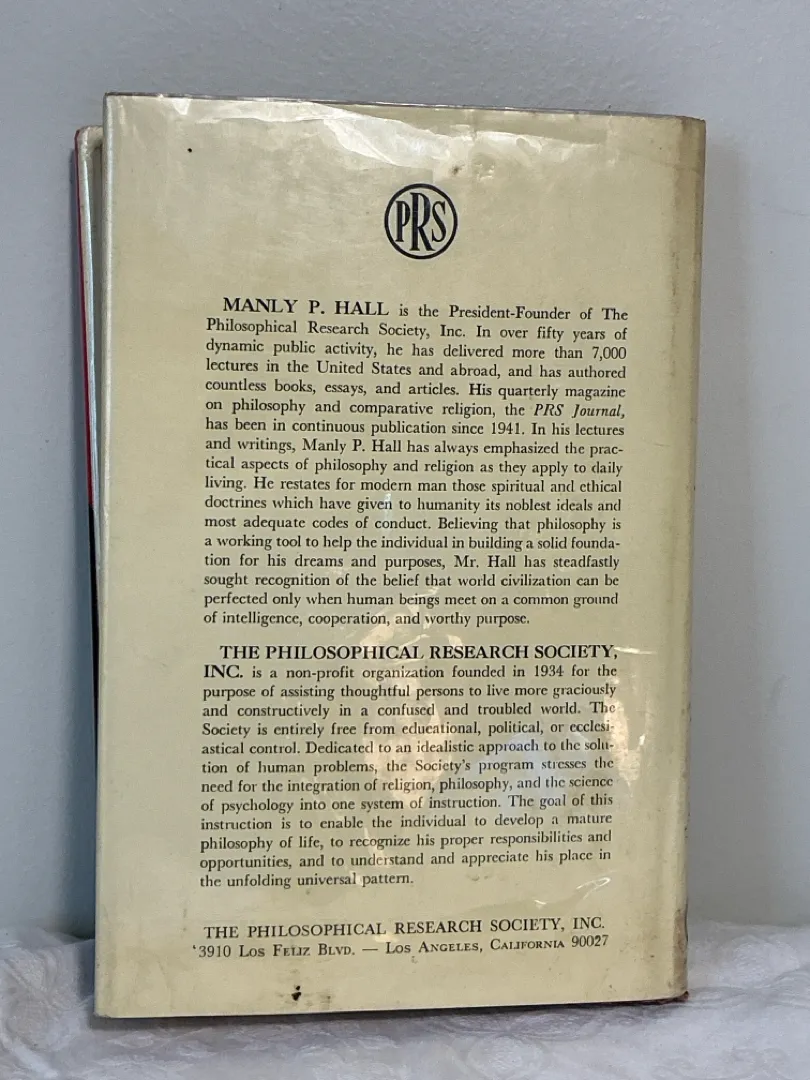 PRS
MANLY P. HALL is the President-Founder of The
Philosophical Research Society, Inc. In over fifty years of
dynamic public activity, he has delivered more than 7,000
lectures in the United States and abroad, and has authored
countless books, essays, and articles. His quarterly magazine
on philosophy and comparative religion, the PRS Journal,
has been in continuous publication since 1941. In his lectures
and writings, Manly P. Hall has always emphasized the prac-
tical aspects of philosophy and religion as they apply to daily
living. He restates for modern man those spiritual and ethical
doctrines which have given to humanity its noblest ideals and
most adequate codes of conduct. Believing that philosophy is
a working tool to help the individual in building a solid founda-
tion for his dreams and purposes, Mr. Hall has steadfastly
sought recognition of the belief that world civilization can be
perfected only when human beings meet on a common ground
of intelligence, cooperation, and worthy purpose.
THE PHILOSOPHICAL RESEARCH SOCIETY,
INC. is a non-profit organization founded in 1934 for the
purpose of assisting thoughtful persons to live more graciously
and constructively in a confused and troubled world. The
Society is entirely free from educational, political, or ecclesi-
astical control. Dedicated to an idealistic approach to the solu-
tion of human problems, the Society's program stresses the
need for the integration of religion, philosophy, and the science
of psychology into one system of instruction. The goal of this
instruction is to enable the individual to develop a mature
philosophy of life, to recognize his proper responsibilities and
opportunities, and to understand and appreciate his place in
the unfolding universal pattern.
THE PHILOSOPHICAL RESEARCH SOCIETY, INC.
3910 LOS FELIZ BLVD. — LOS ANGELES, CALIFORNIA 90027